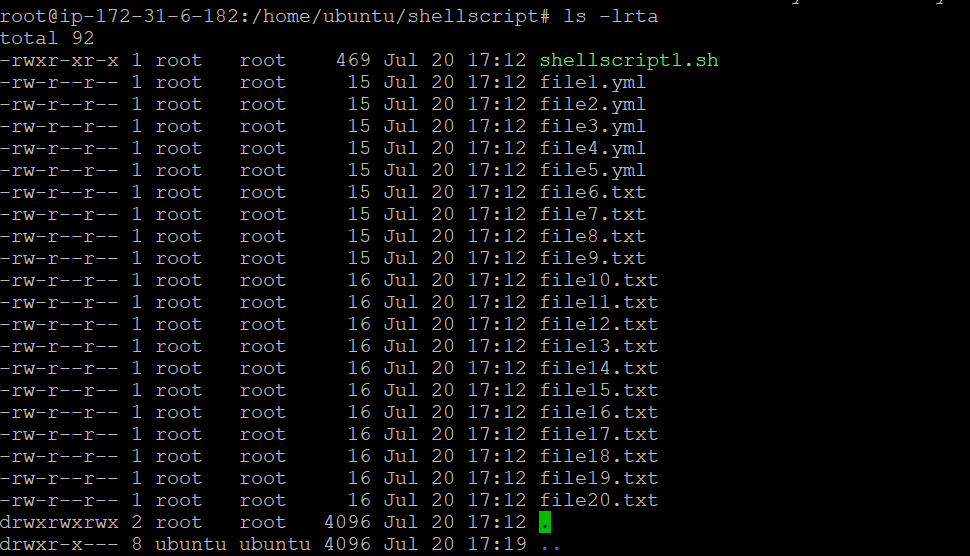 root@ip-172-31-6-182:/home/ubuntu/shellscript# ls -lrta
total 92
-rwxr-xr-x 1 root   root    469 Jul 20 17:12 shellscript1.sh
-rw-r--r-- 1 root   root     15 Jul 20 17:12 file1.yml
-rw-r--r-- 1 root   root     15 Jul 20 17:12 file2.yml
-rw-r--r-- 1 root   root     15 Jul 20 17:12 file3.yml
-rw-r--r-- 1 root   root     15 Jul 20 17:12 file4.yml
-rw-r--r-- 1 root   root     15 Jul 20 17:12 file5.yml
-rw-r--r-- 1 root   root     15 Jul 20 17:12 file6.txt
-rw-r--r-- 1 root   root     15 Jul 20 17:12 file7.txt
-rw-r--r-- 1 root   root     15 Jul 20 17:12 file8.txt
-rw-r--r-- 1 root   root     15 Jul 20 17:12 file9.txt
-rw-r--r-- 1 root   root     16 Jul 20 17:12 file10.txt
-rw-r--r-- 1 root   root     16 Jul 20 17:12 file11.txt
-rw-r--r-- 1 root   root     16 Jul 20 17:12 file12.txt
-rw-r--r-- 1 root   root     16 Jul 20 17:12 file13.txt
-rw-r--r-- 1 root   root     16 Jul 20 17:12 file14.txt
-rw-r--r-- 1 root   root     16 Jul 20 17:12 file15.txt
-rw-r--r-- 1 root   root     16 Jul 20 17:12 file16.txt
-rw-r--r-- 1 root   root     16 Jul 20 17:12 file17.txt
-rw-r--r-- 1 root   root     16 Jul 20 17:12 file18.txt
-rw-r--r-- 1 root   root     16 Jul 20 17:12 file19.txt
-rw-r--r-- 1 root   root     16 Jul 20 17:12 file20.txt
drwxrwxrwx 2 root   root   4096 Jul 20 17:12 .
drwxr-x--- 8 ubuntu ubuntu 4096 Jul 20 17:19 ..